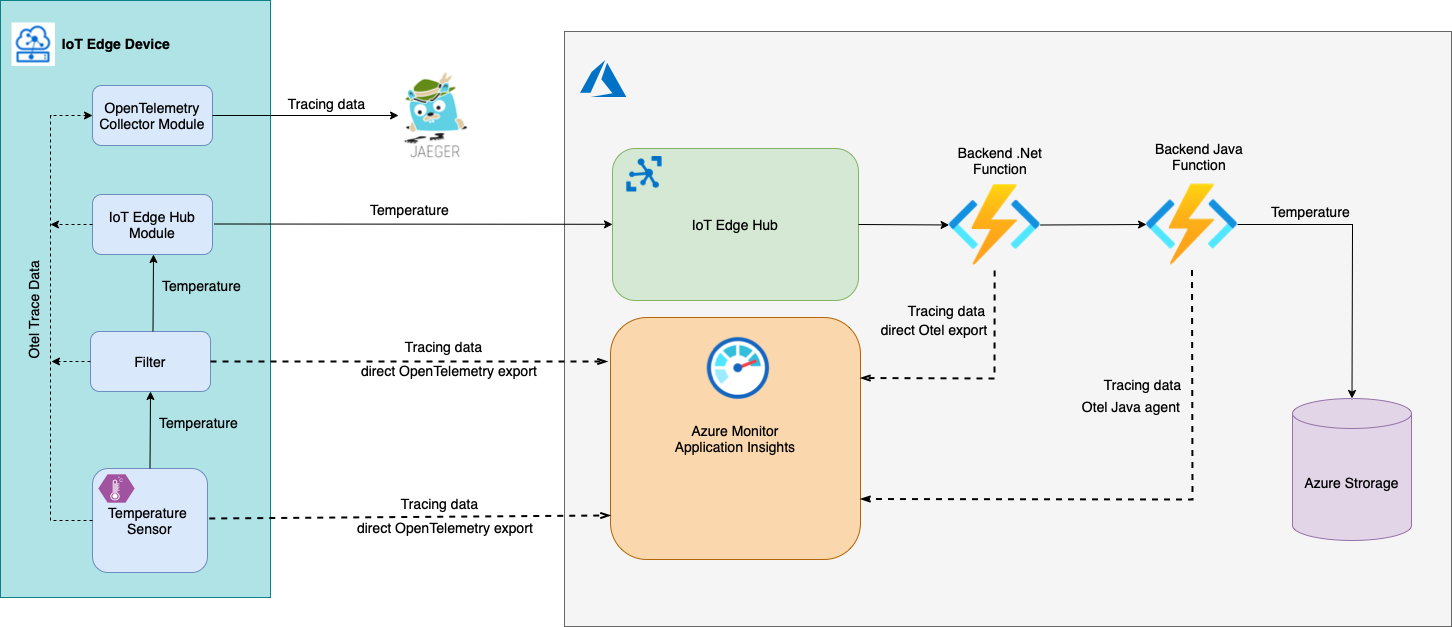 IoT Edge Device
OpenTelemetry
Collector Module
Tracing data
JAEGER
IoT Edge Hub
Module
Temperature
Temperature
Otel Trace Data
Filter
Tracing data
direct OpenTelemetry export
Temperature
Temperature
Sensor
Tracing data
direct OpenTelemetry export
IoT Edge Hub
Backend .Net
Function
Backend Java
Function
Temperature
Tracing data
direct Otel export
Tracing data
Otel Java agent
Azure Monitor
Application Insights
Azure Strorage